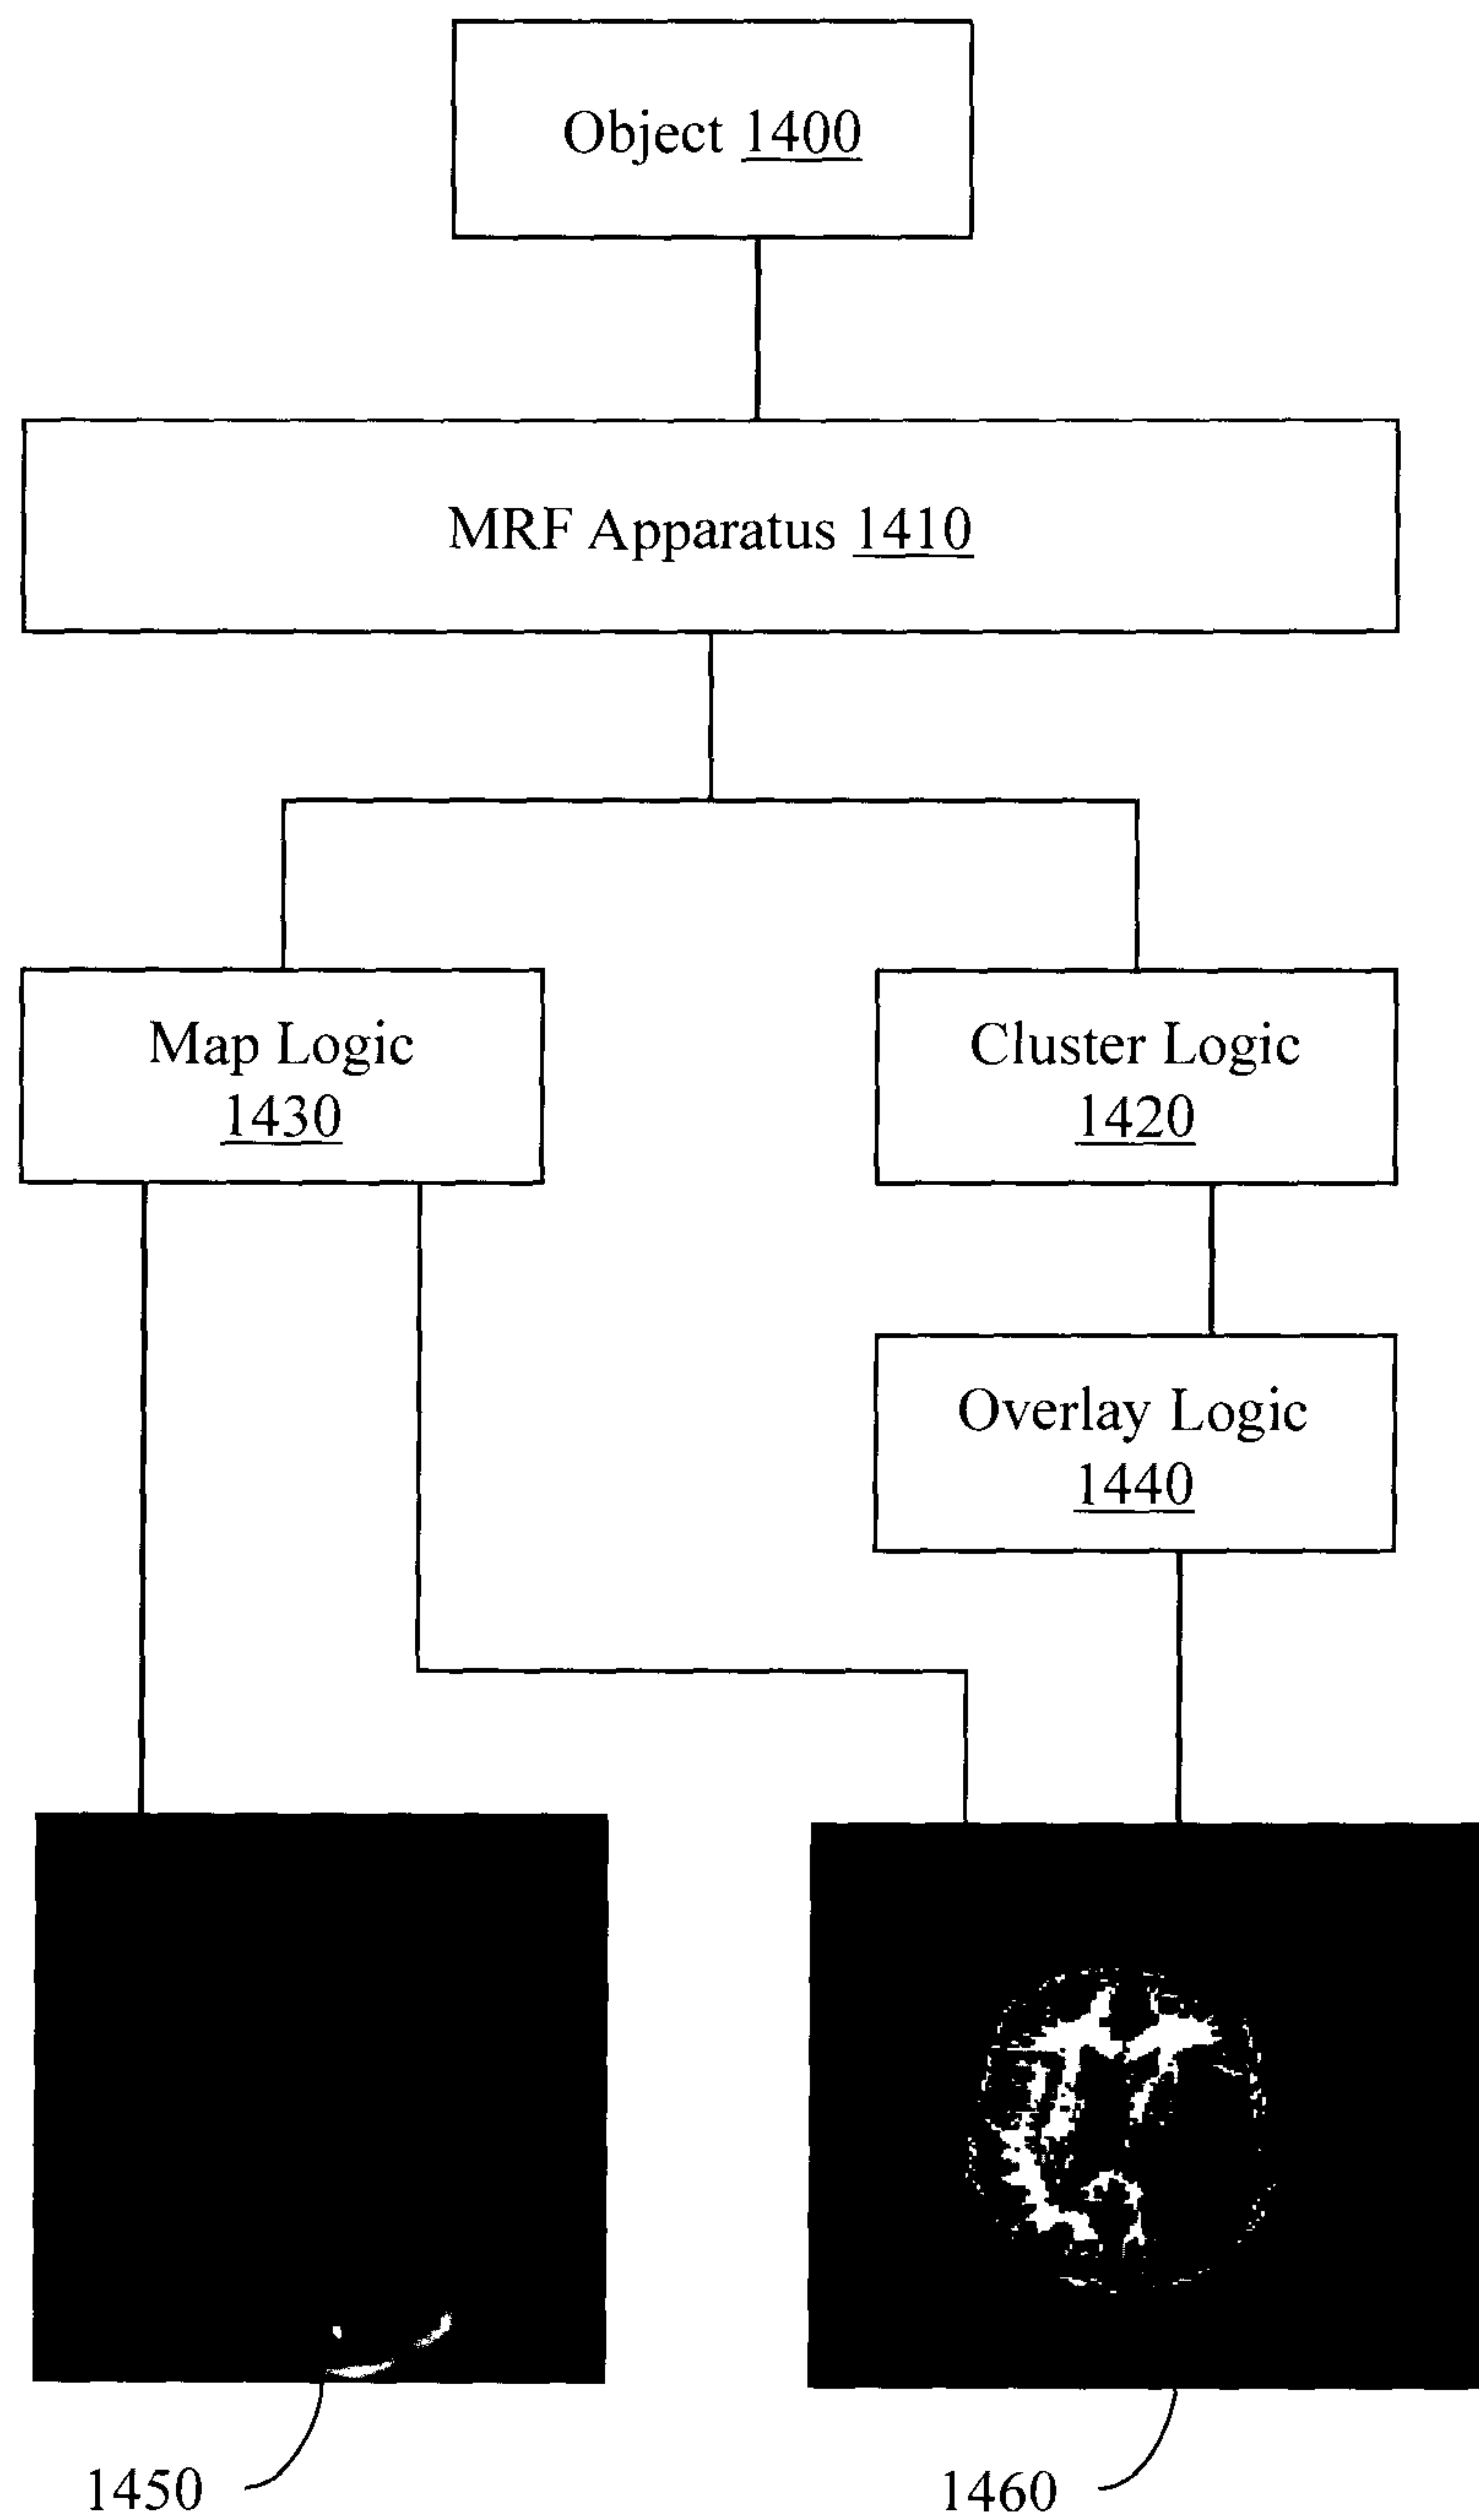 Object 1400
MRF Apparatus 1410
Map Logic
1430
Cluster Logic
1420
Overlay Logic
1440
1450
1460